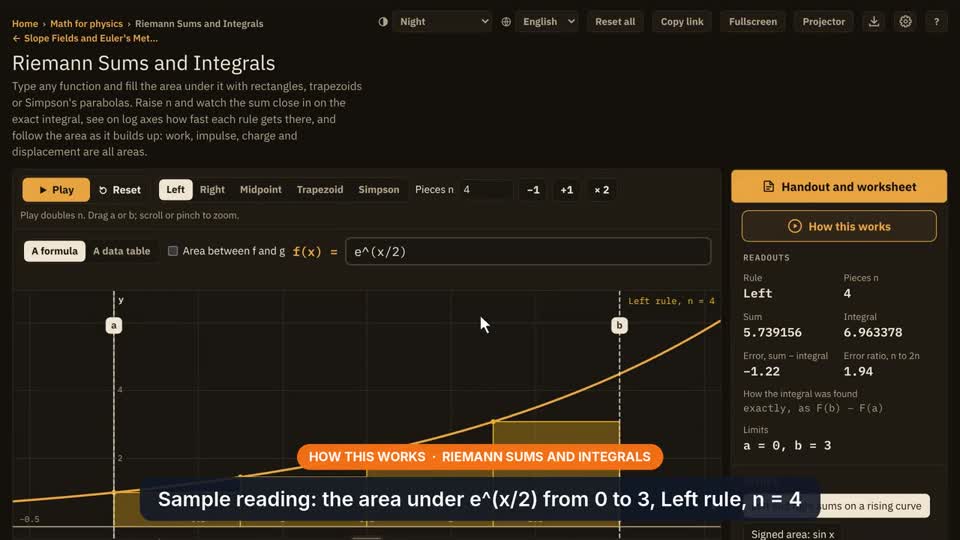 Home › Math for physics › Riemann Sums and Integrals
← Slope Fields and Euler's Met...
Night
English
Reset all
Copy link
Fullscreen
Projector
?
Riemann Sums and Integrals
Type any function and fill the area under it with rectangles, trapezoids
or Simpson's parabolas. Raise n and watch the sum close in on the
exact integral, see on log axes how fast each rule gets there, and
follow the area as it builds up: work, impulse, charge and
displacement are all areas.
Play
Reset
Left
Right
Midpoint
Trapezoid
Simpson
Pieces n 4
−1
+1
× 2
Play doubles n. Drag a or b; scroll or pinch to zoom.
A formula
A data table
Area between f and g
f(x) = e^(x/2)
y
Left rule, n = 4
a
b
4
2
−0.5
Handout and worksheet
How this works
READOUTS
Rule
Left
Pieces n
4
Sum
5.739156
Integral
6.963378
Error, sum − integral
−1.22
Error ratio, n to 2n
1.94
How the integral was found
exactly, as F(b) − F(a)
Limits
a = 0, b = 3
sums on a rising curve
Signed area: sin x
HOW THIS WORKS · RIEMANN SUMS AND INTEGRALS
Sample reading: the area under e^(x/2) from 0 to 3, Left rule, n = 4